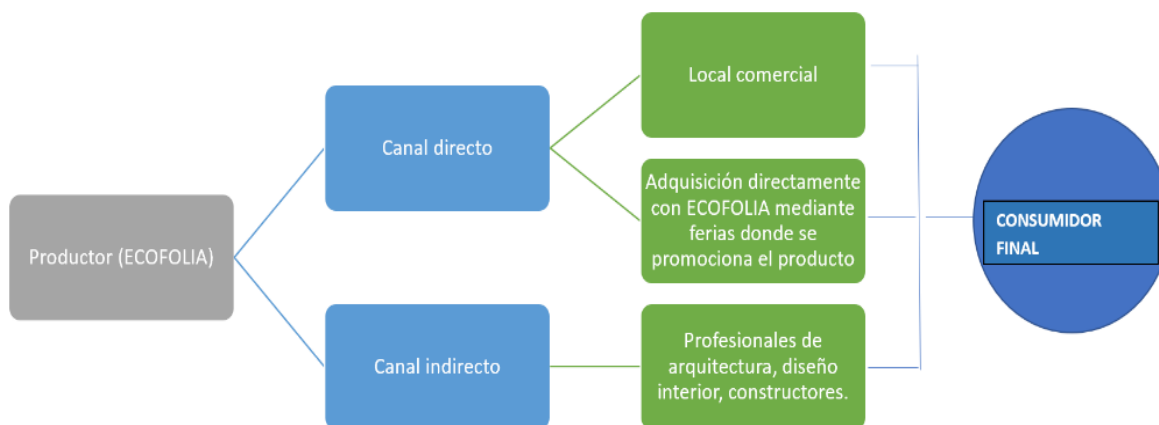 Productor (ECOFOLIA)
Canal directo
Canal indirecto
Local comercial
Adquisición directamente
con ECOFOLIA mediante
ferias donde se
promociona el producto
Profesionales de
arquitectura, diseño
interior, constructores.
CONSUMIDOR
FINAL